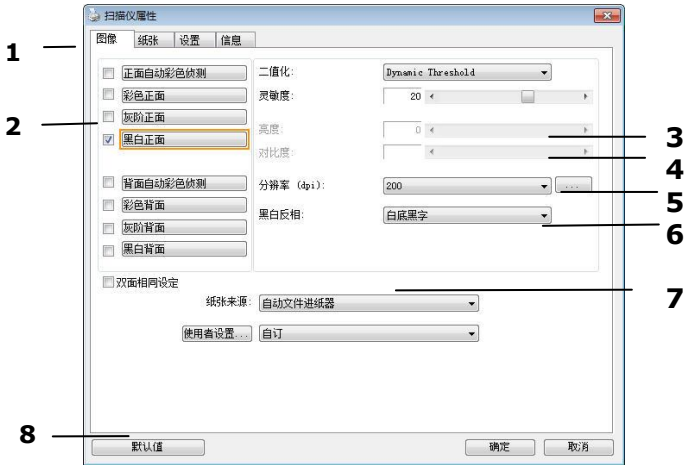 扫描仪属性
图像 纸张 设置 信息
1
正面自动彩色侦测 二值化: Dynamic Threshold
彩色正面 灵敏度: 20
2
灰阶正面
黑白正面 亮度: 0
3
对比度:
4
背面自动彩色侦测 分辨率 (dpi): 200 ...
5
彩色背面 黑白反相: 白底黑字
6
灰阶背面
黑白背面
双面相同设定
7
纸张来源: 自动文件进纸器
使用者设置... 自订
8
默认值 确定 取消